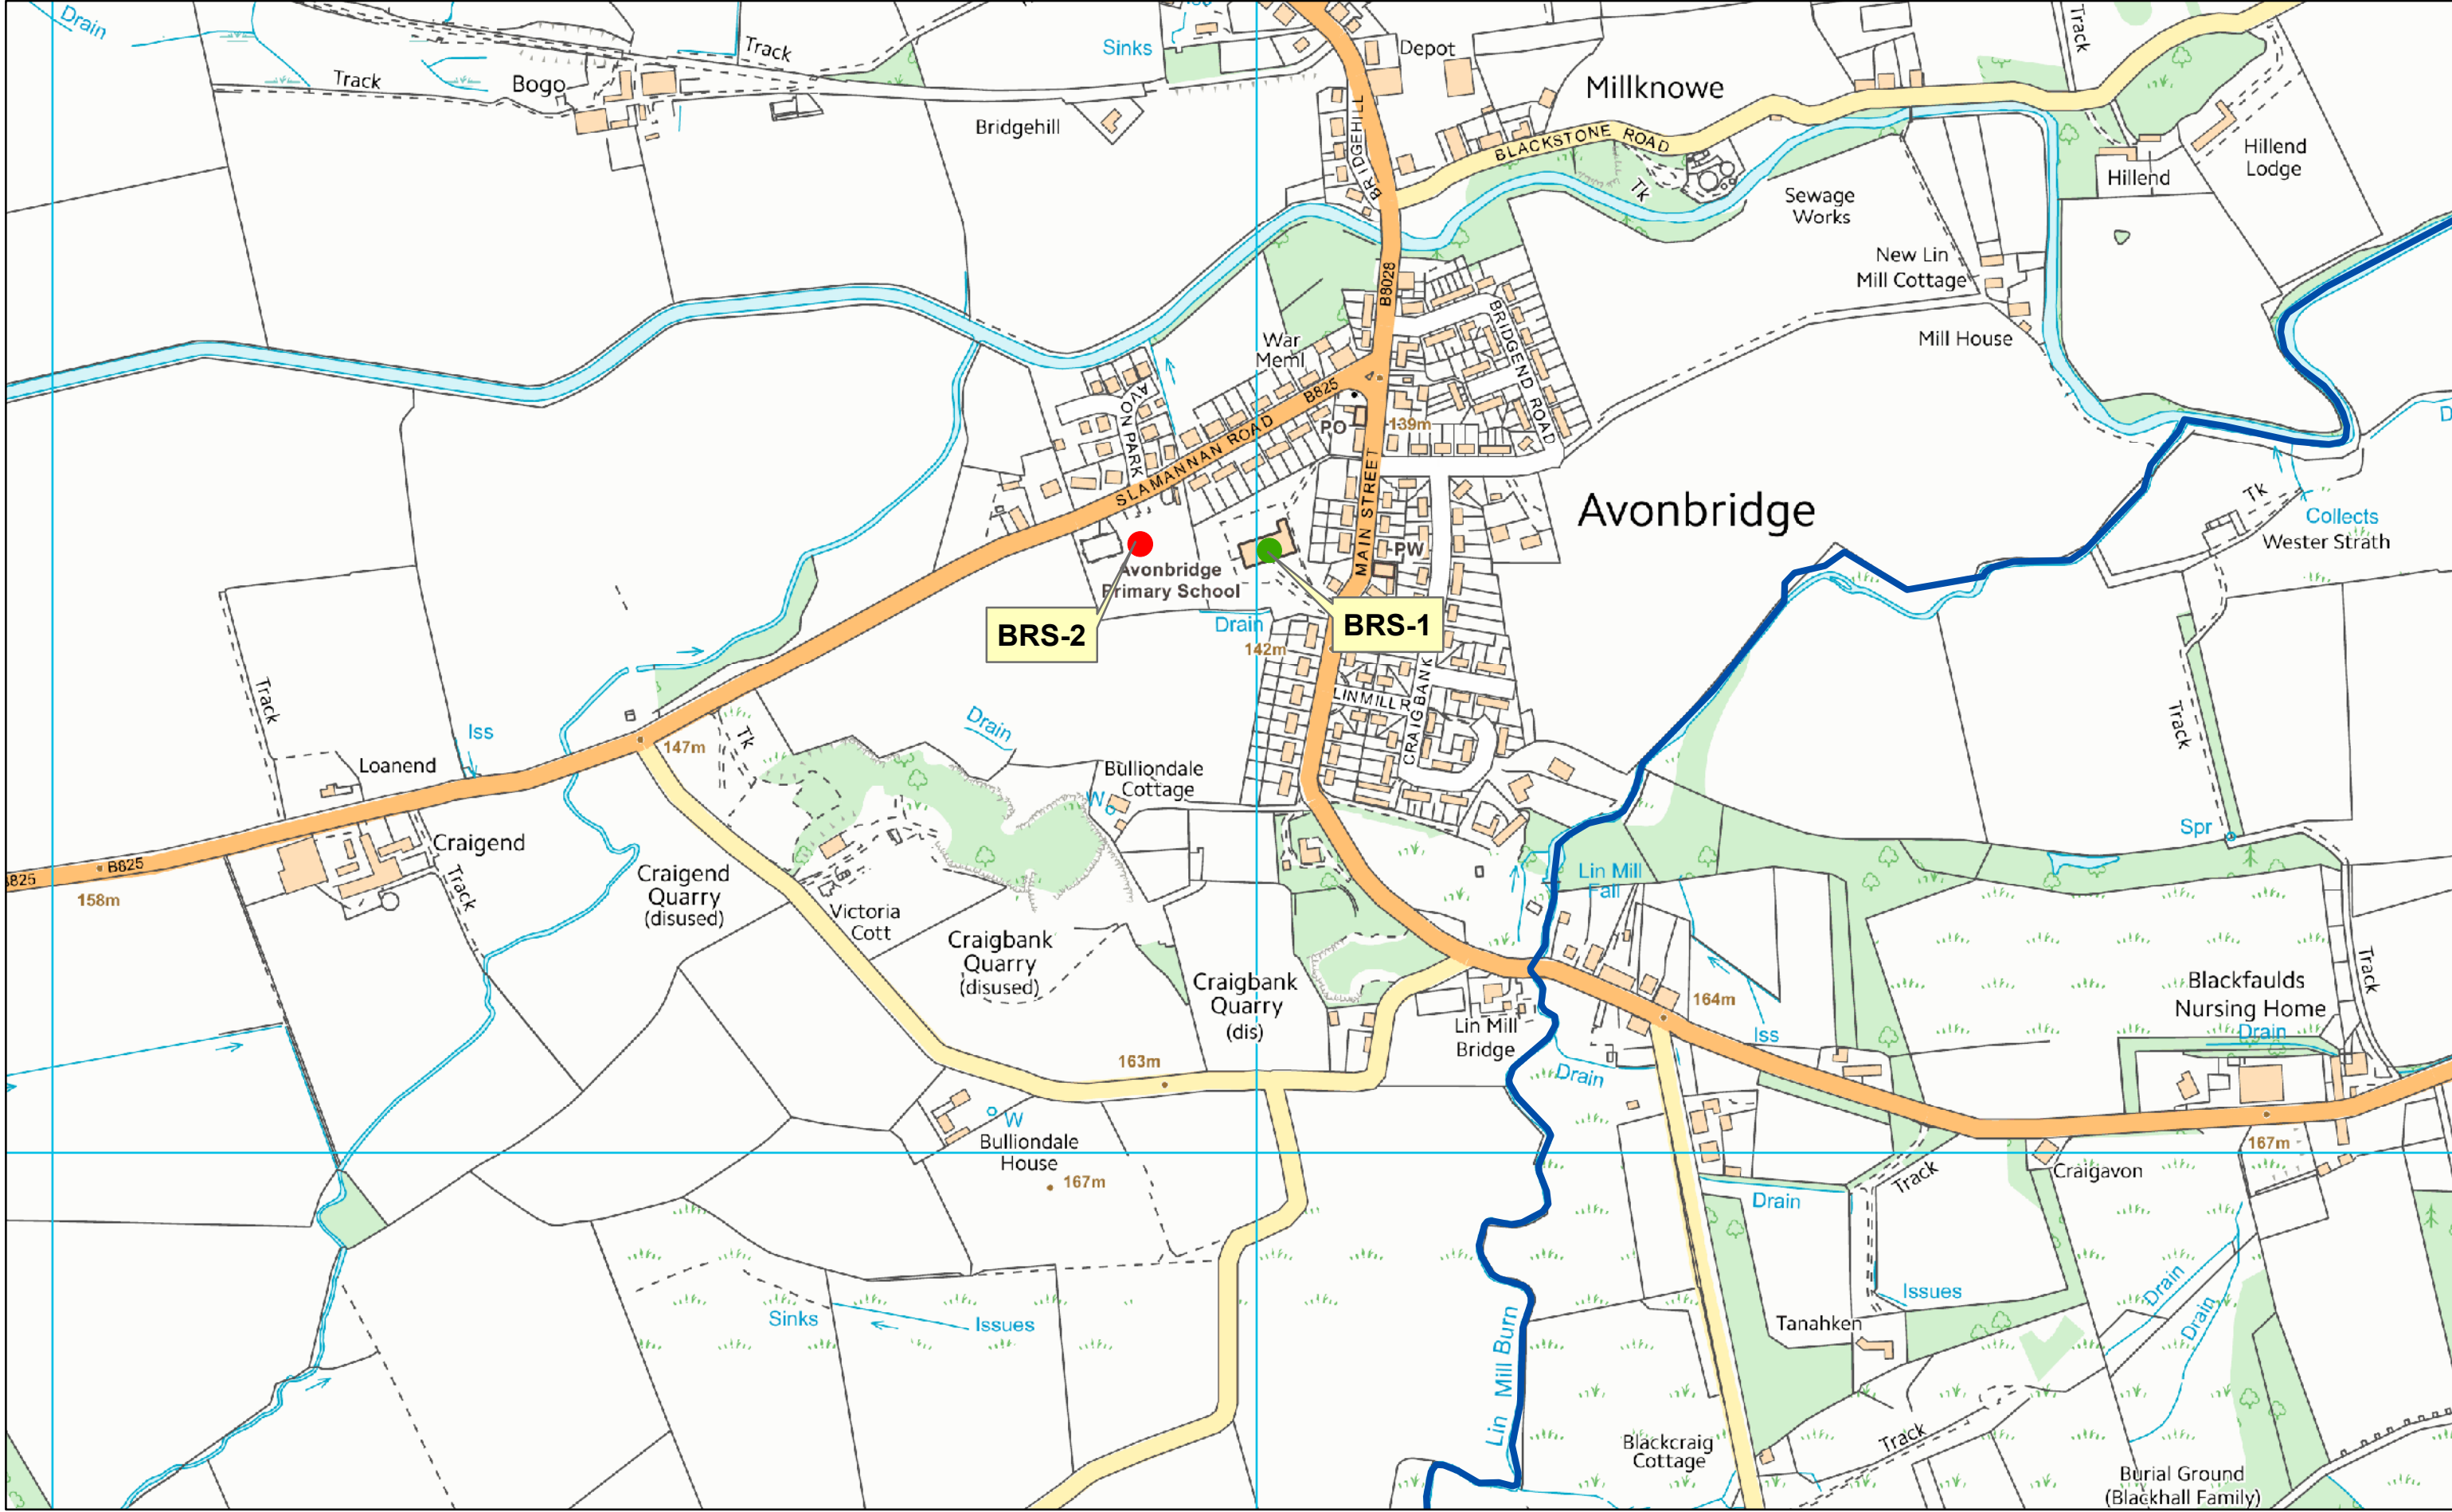 Drain
Sinks
Track
Track
Bogo
Bridgehill
Depot
Millknowe
Track
BRIDGEHILL
BLACKSTONE ROAD
Tk
Sewage
Works
Hillend
Hillend
Lodge
New Lin
Mill Cottage
Mill House
B8028
BRIDGEND ROAD
War
Meml
AVON PARK
B825
SLAMANNAN ROAD
PO
139m
MAIN STREET
PW
Avonbridge
Avonbridge
Primary School
BRS-2
BRS-1
Drain
142m
LINMILL R
CRAIGBANK
Tk
Collects
Wester Strath
D
Track
Track
Iss
Loanend
147m
Tk
Drain
Bulliondale
Cottage
W
Spr
B825
825
158m
Craigend
Track
Craigend
Quarry
(disused)
Victoria
Cott
Craigbank
Quarry
(disused)
Craigbank
Quarry
(dis)
Lin Mill
Fall
Lin Mill
Bridge
164m
Iss
Drain
Blackfaulds
Nursing Home
Drain
Track
163m
W
Bulliondale
House
167m
167m
Craigavon
Track
Drain
Issues
Sinks
Issues
Tanahken
Drain
Drain
Lin Mill Burn
Blackcraig
Cottage
Track
Burial Ground
(Blackhall Family)